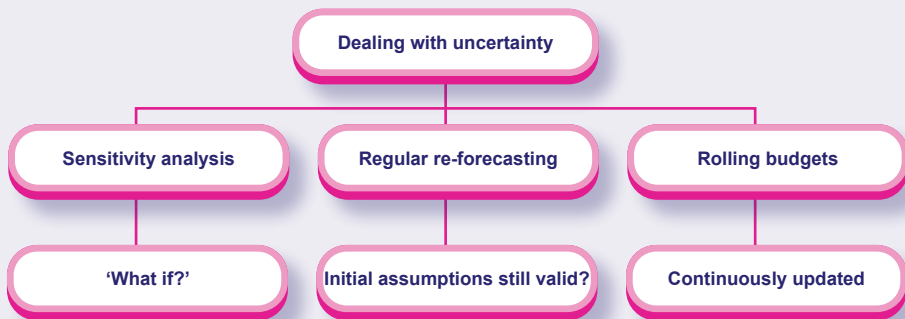 Dealing with uncertainty
Sensitivity analysis
Regular re-forecasting
Rolling budgets
‘What if?’
Initial assumptions still valid?
Continuously updated